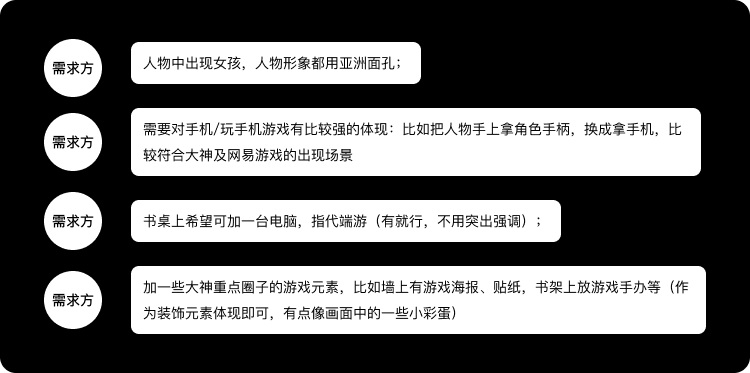 需求方
人物中出现女孩，人物形象都用亚洲面孔；
需求方
需要对手机/玩手机游戏有比较强的体现：比如把人物手上拿角色手柄，换成拿手机，比
较符合大神及网易游戏的出现场景
需求方
书桌上希望可加一台电脑，指代端游（有就行，不用突出强调）；
需求方
加一些大神重点圈子的游戏元素，比如墙上有游戏海报、贴纸，书架上放游戏手办等（作
为装饰元素体现即可，有点像画面中的一些小彩蛋）